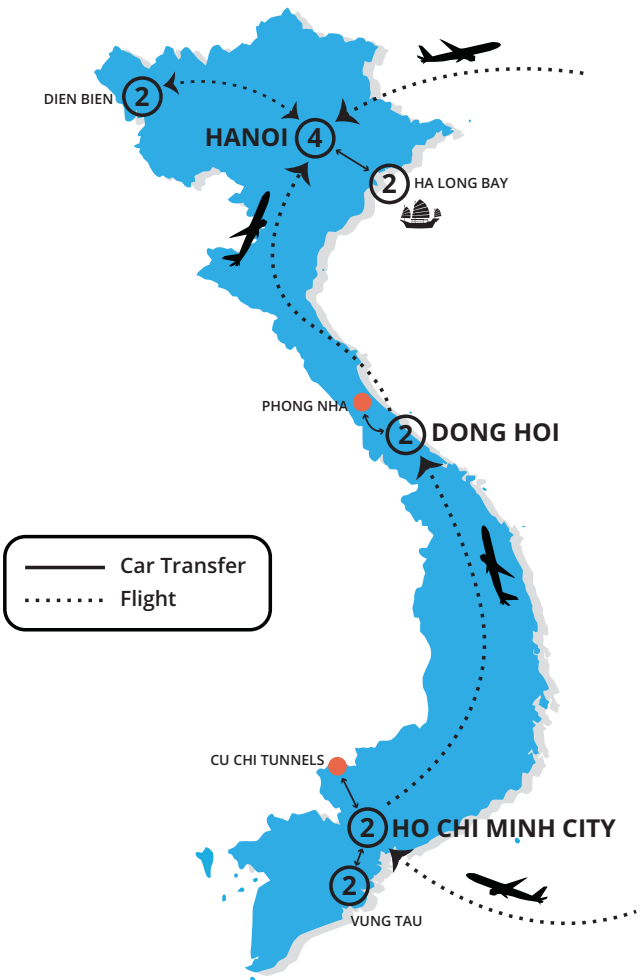 DIEN BIEN 2
HANOI 4
2 HA LONG BAY
PHONG NHA
2 DONG HOI
Car Transfer
Flight
CU CHI TUNNELS
2 HO CHI MINH CITY
2
VUNG TAU